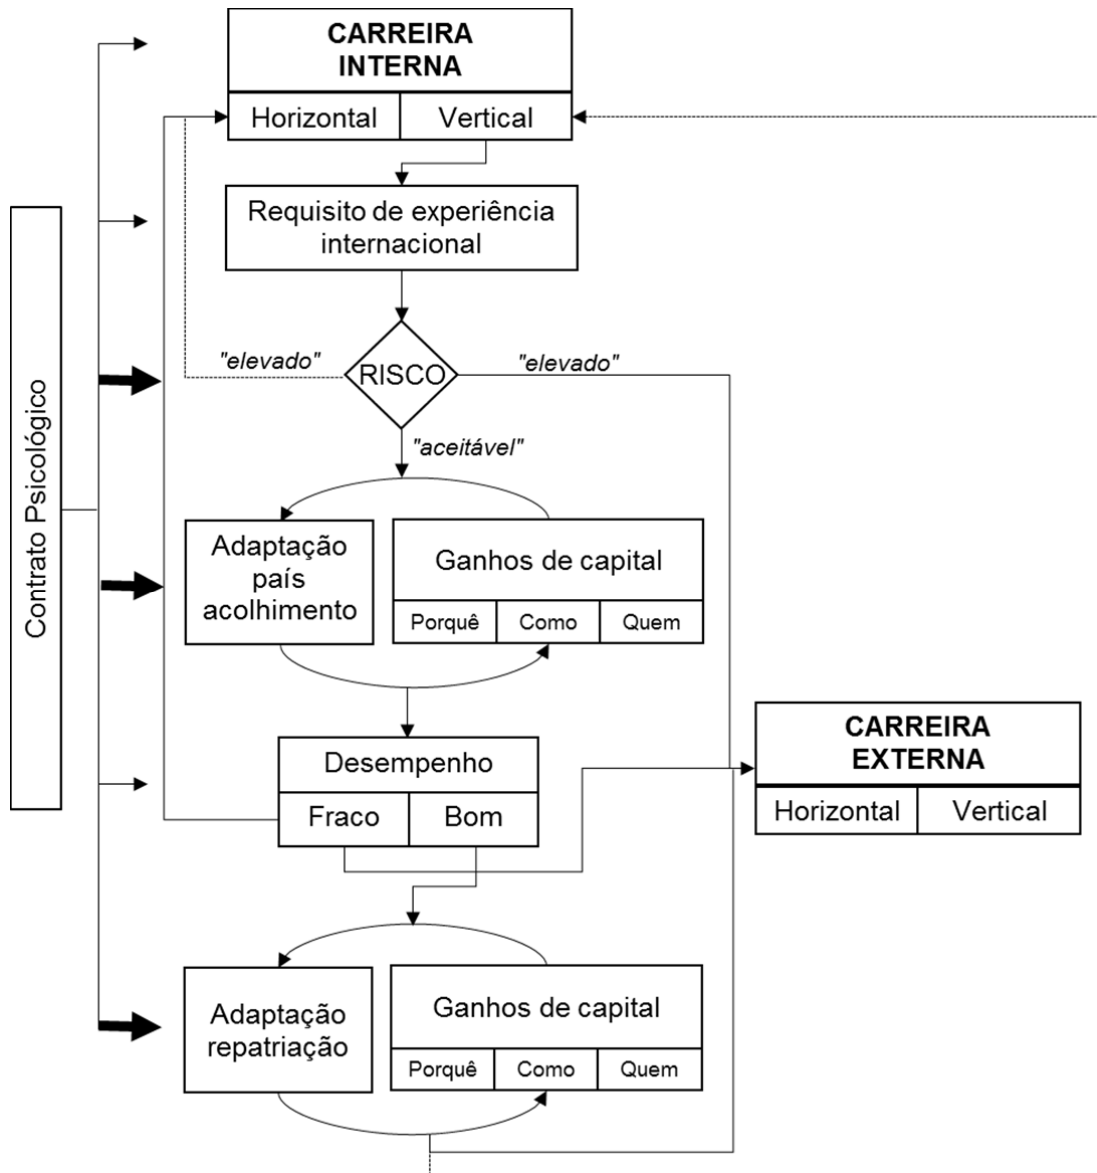 CARREIRA
INTERNA
Horizontal
Vertical
Requisito de experiência
internacional
"elevado"
RISCO
"elevado"
"aceitável"
Contrato Psicológico
Adaptação
país
acolhimento
Ganhos de capital
Porquê
Como
Quem
Desempenho
Fraco
Bom
CARREIRA
EXTERNA
Horizontal
Vertical
Adaptação
repatriação
Ganhos de capital
Porquê
Como
Quem